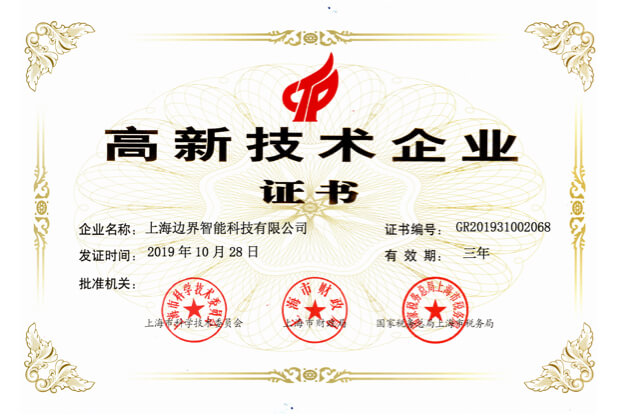 高新技术企业
证书
企业名称：上海边界智能科技有限公司 证书编号：GR201931002068
发证时间：2019 年 10 月 28 日 有 效 期：三年
批准机关：
上海市科学技术委员会 上海市财政局 国家税务总局上海市税务局